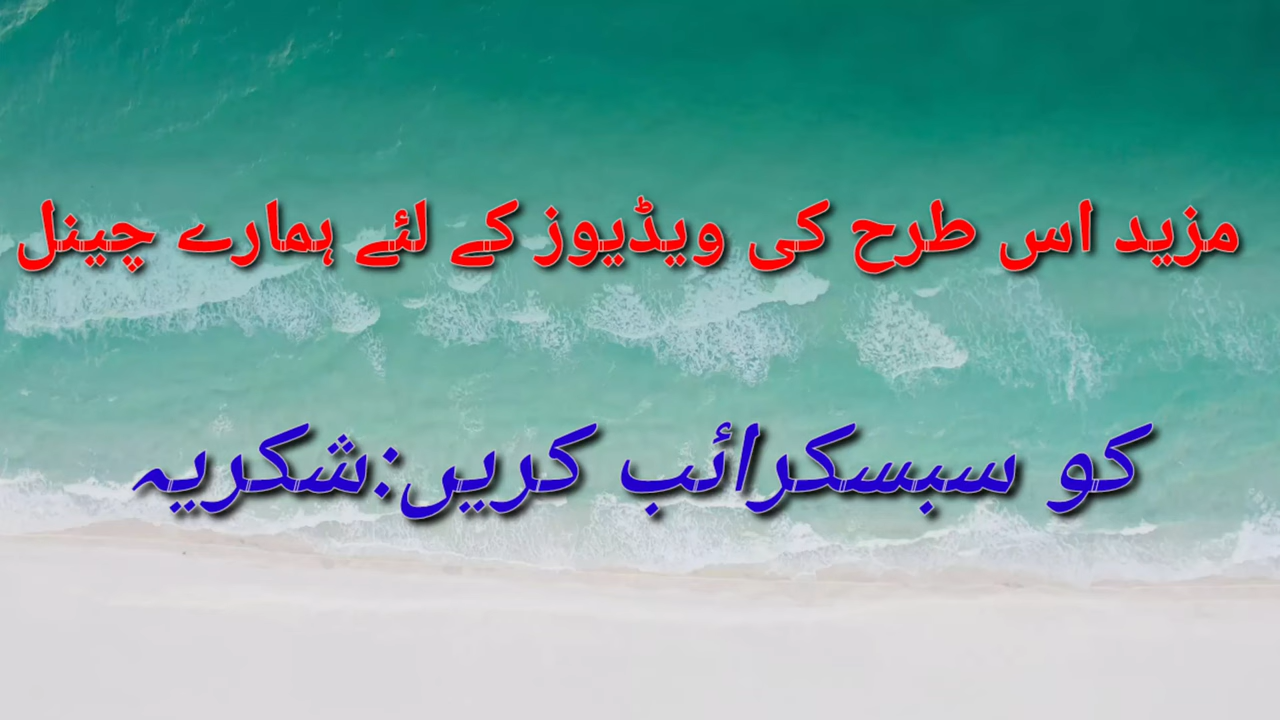 مزید اس طرح کی ویڈیوز کے لئے ہمارے چینل
کو سبسکرائب کریں:شکریہ